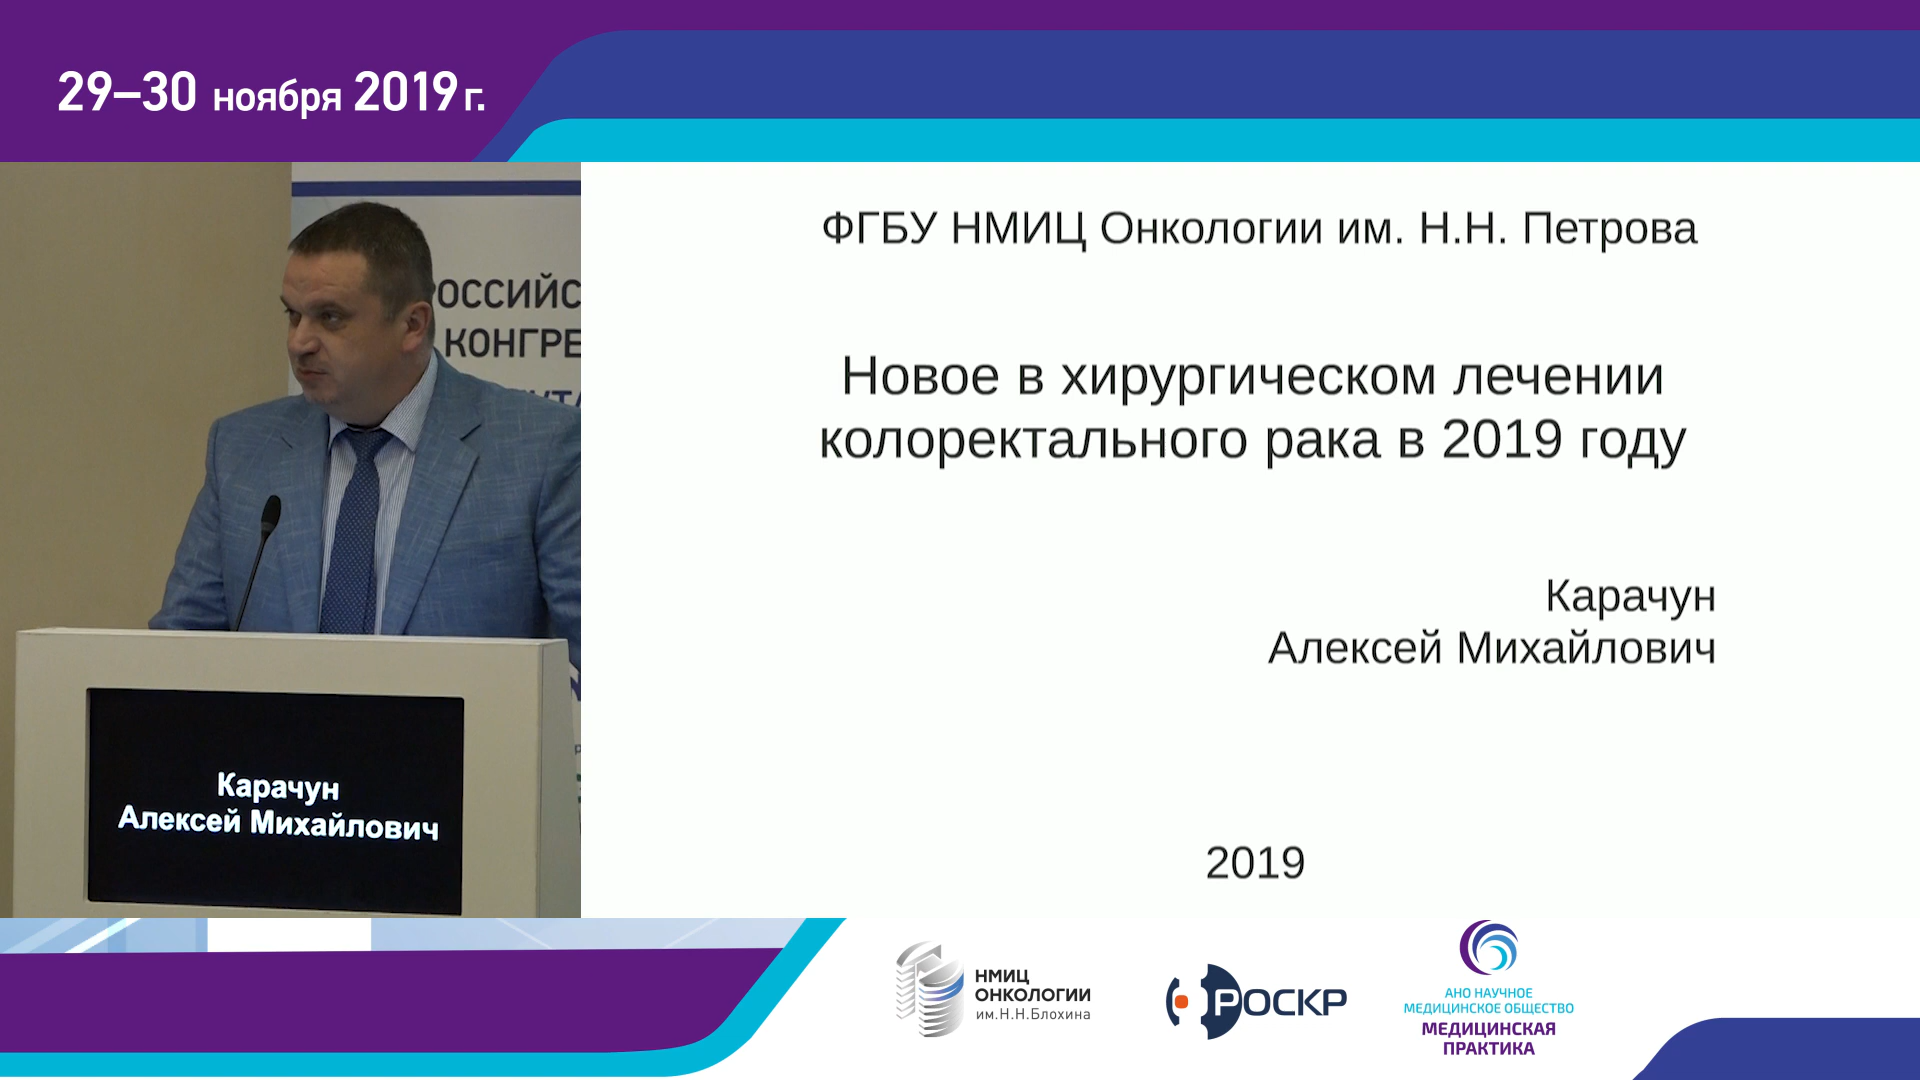 29–30 ноября 2019 г.
ФГБУ НМИЦ Онкологии им. Н.Н. Петрова
Новое в хирургическом лечении
колоректального рака в 2019 году
Карачун
Алексей Михайлович
2019
Карачун
Алексей Михайлович
НМИЦ
ОНКОЛОГИИ
им.Н.Н.Блохина
РОСКР
АНО НАУЧНОЕ
МЕДИЦИНСКОЕ ОБЩЕСТВО
МЕДИЦИНСКАЯ
ПРАКТИКА